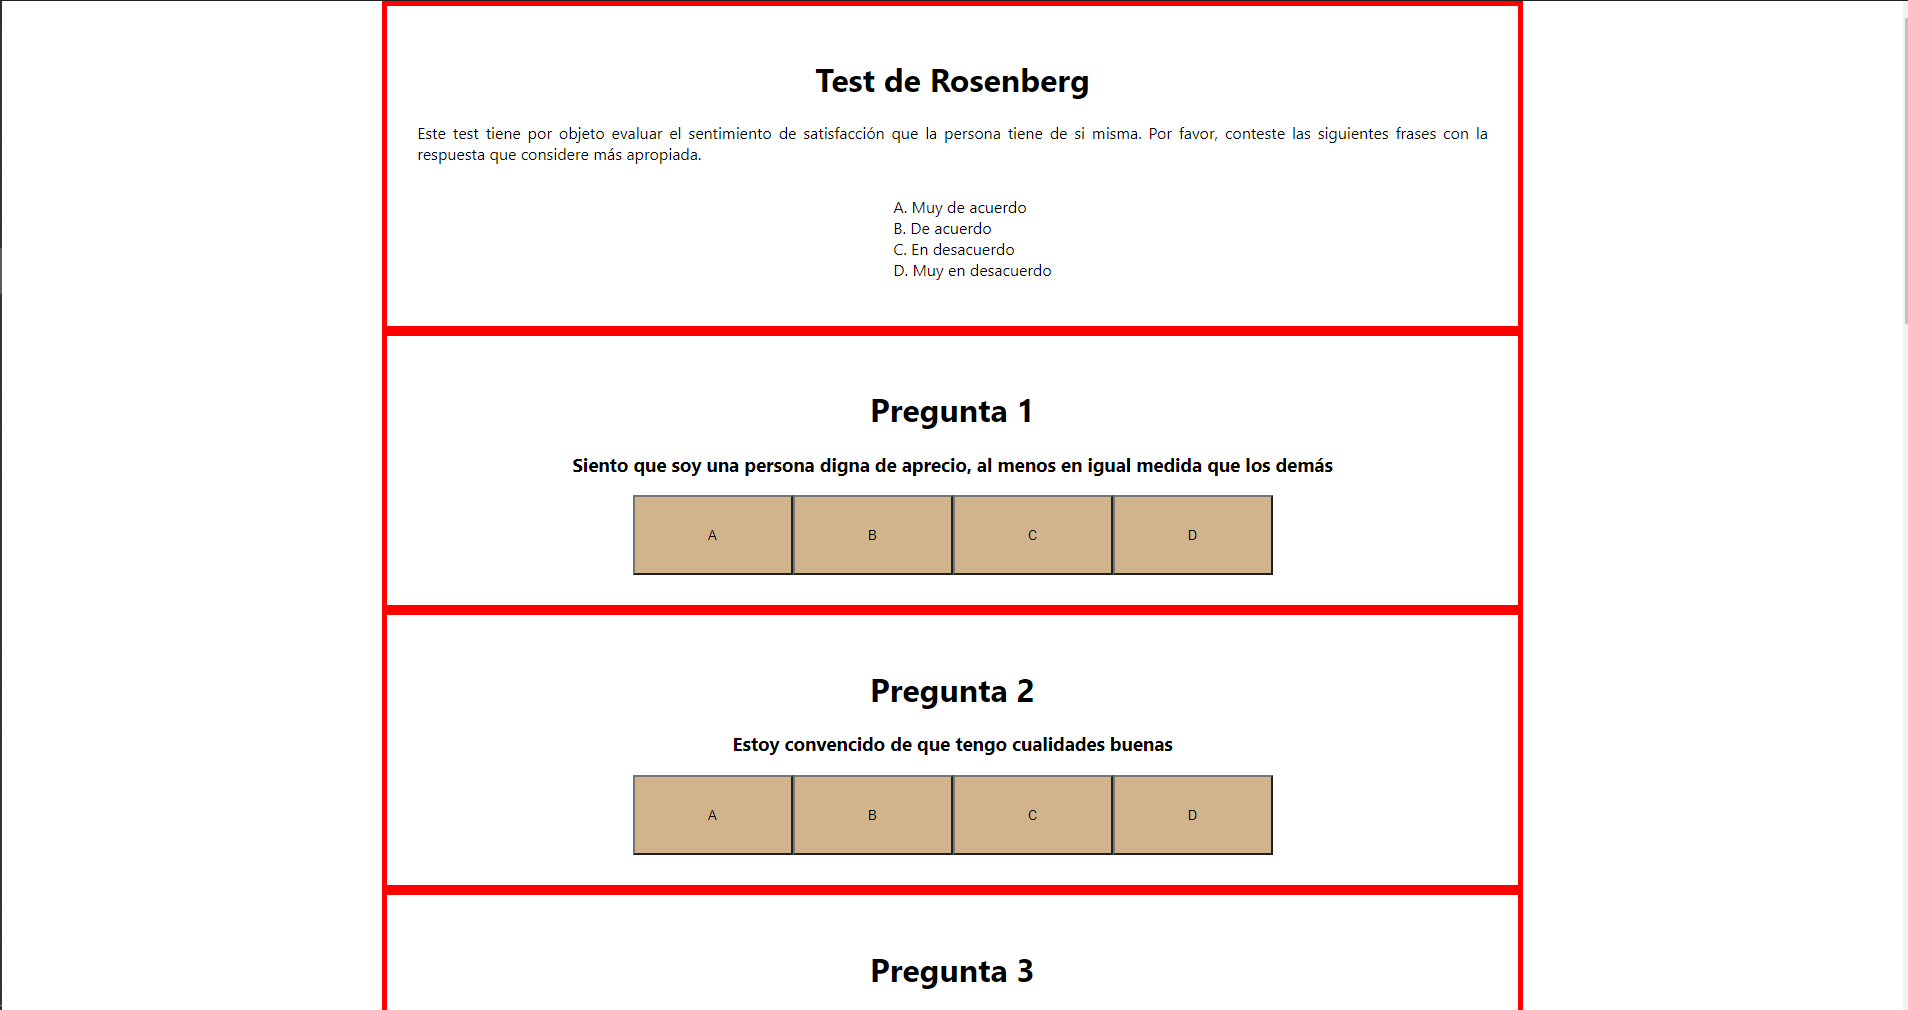 Test de Rosenberg
Este test tiene por objeto evaluar el sentimiento de satisfacción que la persona tiene de si misma. Por favor, conteste las siguientes frases con la
respuesta que considere más apropiada.
A. Muy de acuerdo
B. De acuerdo
C. En desacuerdo
D. Muy en desacuerdo
Pregunta 1
Siento que soy una persona digna de aprecio, al menos en igual medida que los demás
A B C D
Pregunta 2
Estoy convencido de que tengo cualidades buenas
A B C D
Pregunta 3